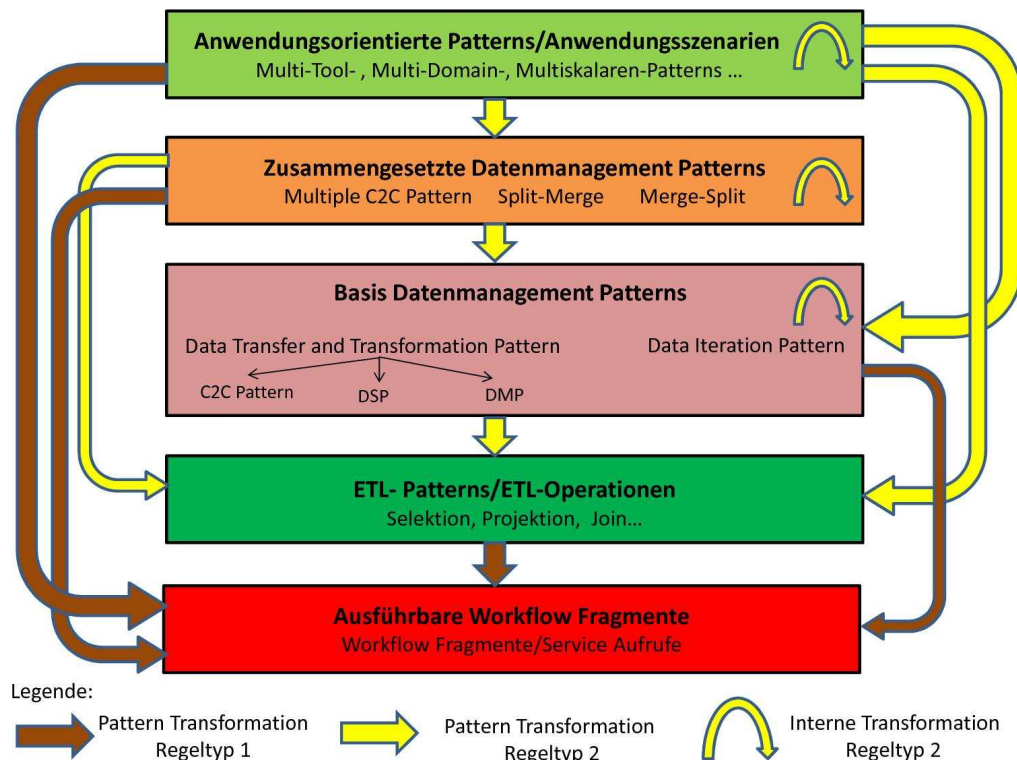 Anwendungsorientierte Patterns/Anwendungsszenarien
Multi-Tool- , Multi-Domain-, Multiskalaren-Patterns ...
Zusammengesetzte Datenmanagement Patterns
Multiple C2C Pattern Split-Merge Merge-Split
Basis Datenmanagement Patterns
Data Transfer and Transformation Pattern Data Iteration Pattern
C2C Pattern DSP DMP
ETL- Patterns/ETL-Operationen
Selektion, Projektion, Join...
Ausführbare Workflow Fragmente
Workflow Fragmente/Service Aufrufe
Legende:
Pattern Transformation
Regeltyp 1
Pattern Transformation
Regeltyp 2
Interne Transformation
Regeltyp 2